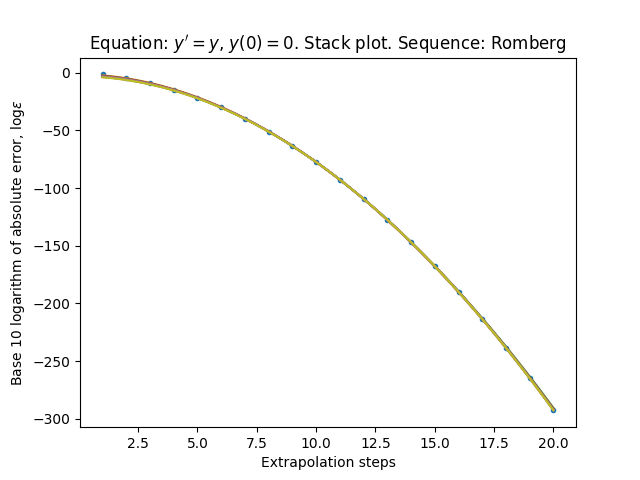 Equation: y′ = y, y(0) = 0. Stack plot. Sequence: Romberg
Base 10 logarithm of absolute error, logε
0
−50
−100
−150
−200
−250
−300
2.5 5.0 7.5 10.0 12.5 15.0 17.5 20.0
Extrapolation steps